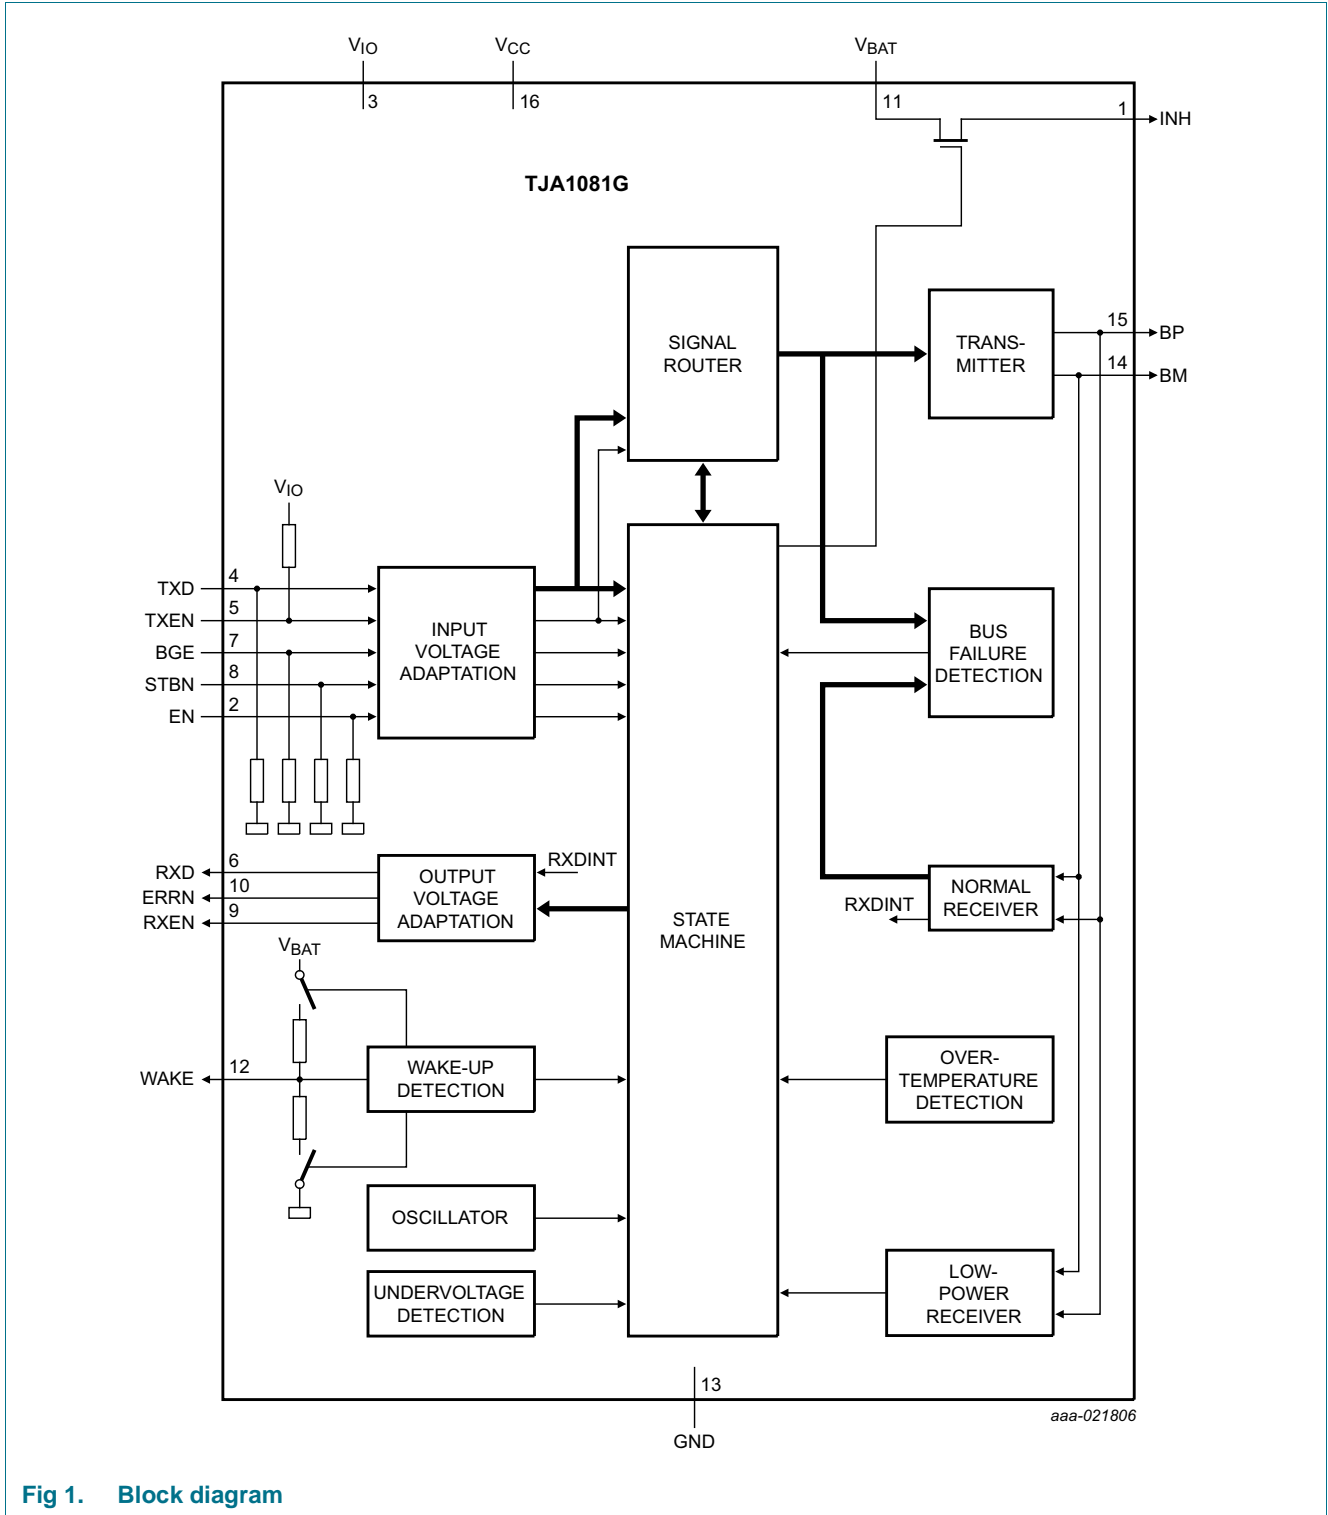 VIO
VCC
VBAT
3
16
11
1
INH
TJA1081G
SIGNAL
ROUTER
TRANS-
MITTER
15
BP
14
BM
VIO
TXD
4
TXEN
5
BGE
7
STBN
8
EN
2
INPUT
VOLTAGE
ADAPTATION
BUS
FAILURE
DETECTION
RXD
6
ERRN
10
RXEN
9
OUTPUT
VOLTAGE
ADAPTATION
RXDINT
STATE
MACHINE
RXDINT
NORMAL
RECEIVER
VBAT
WAKE
12
WAKE-UP
DETECTION
OVER-
TEMPERATURE
DETECTION
OSCILLATOR
UNDERVOLTAGE
DETECTION
LOW-
POWER
RECEIVER
13
GND
aaa-021806
Fig 1. Block diagram